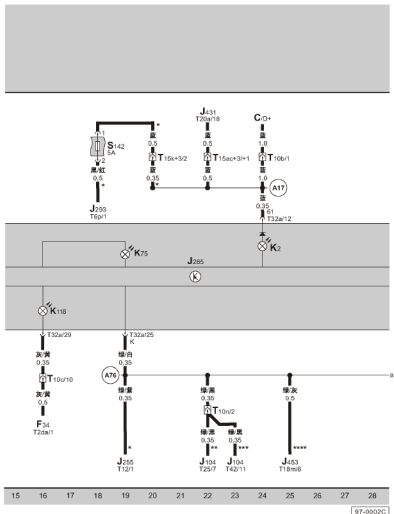 J431
T20a/18
C/D+
1
*
蓝
0.5
蓝
0.5
蓝
1.0
S142
5A
T15k+3/2
T15ac+3/+1
T10b/1
2
黑/红
0.5
蓝
0.35
蓝
0.5
蓝
1.0
*
*
A17
J293
T6p/1
蓝
0.35
61
T32a/12
K75
K2
J285
k
K118
T32a/29
T32a/25
K
灰/黄
0.35
绿/白
0.35
T10c/10
A76
绿/紫
0.35
绿/黑
0.35
绿/灰
0.5
灰/黄
0.5
T10n/2
绿/黑
0.35
绿/黑
0.35
F34
T2da/1
*
**
***
****
J255
T12/1
J104
T25/7
J104
T42/11
J453
T18m/6
15 16 17 18 19 20 21 22 23 24 25 26 27 28
97-0002C